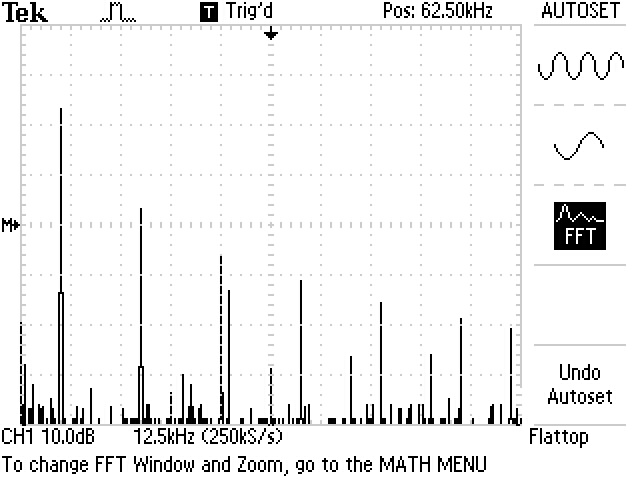 Tek
T Trig'd
Pos: 62.50kHz
AUTOSET
M
FFT
Undo
Autoset
CH1 10.0dB
12.5kHz (250kS/s)
Flattop
To change FFT Window and Zoom, go to the MATH MENU